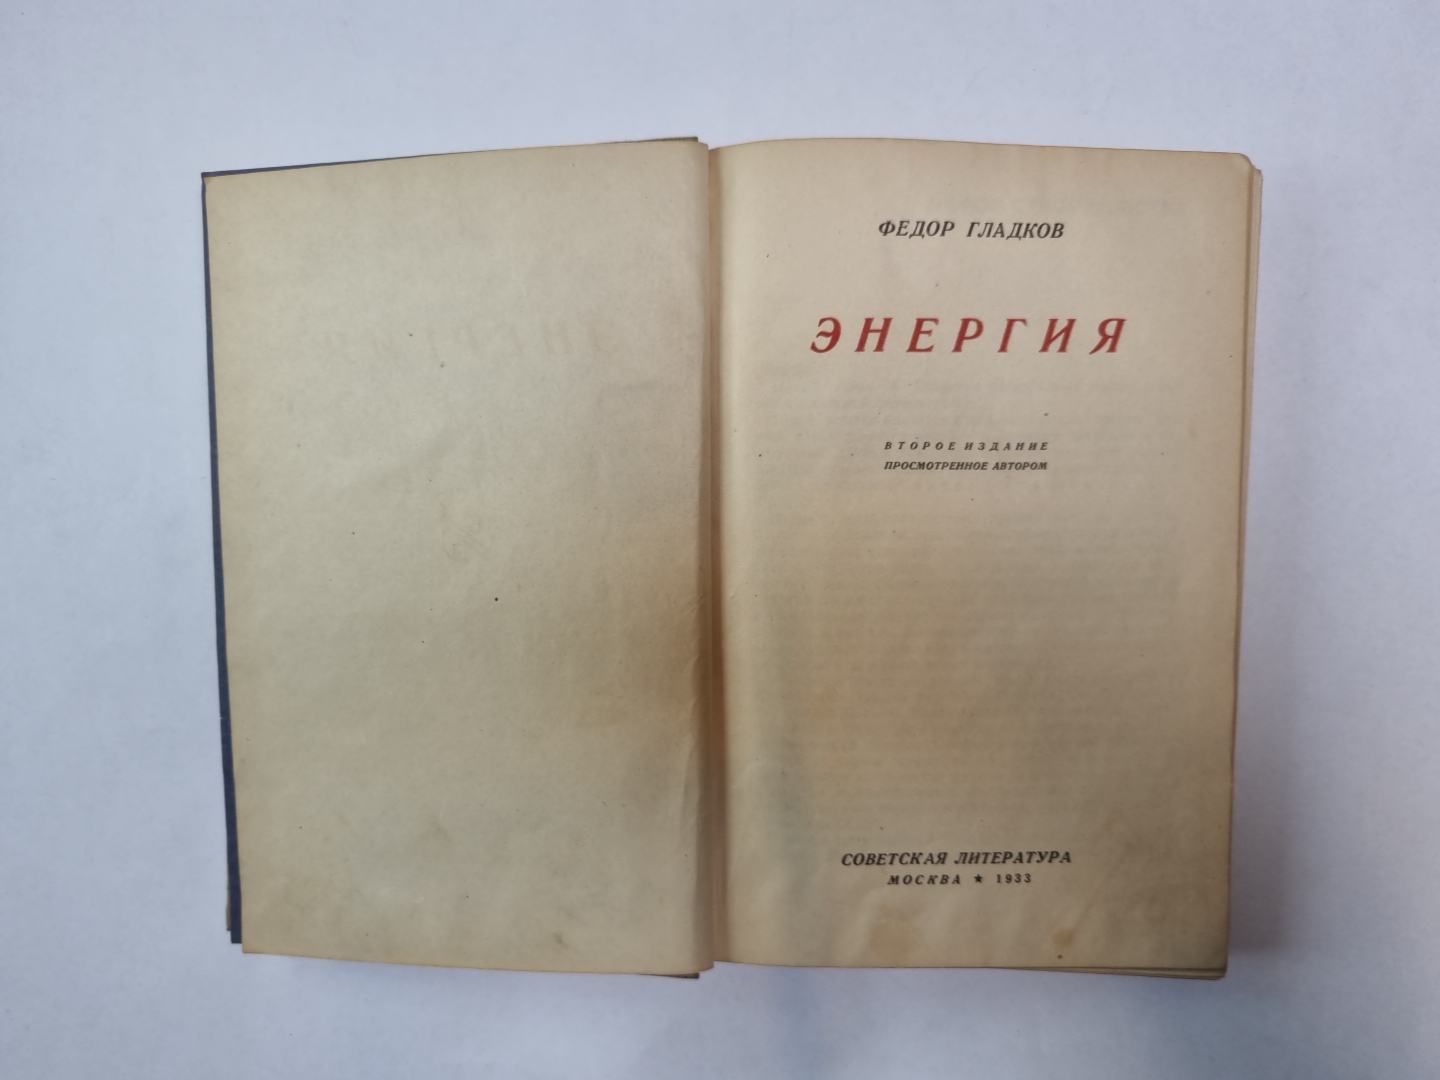 ФЕДОР ГЛАДКОВ
ЭНЕРГИЯ
ВТОРОЕ ИЗДАНИЕ
ПРОСМОТРЕННОЕ АВТОРОМ
СОВЕТСКАЯ ЛИТЕРАТУРА
МОСКВА ★ 1933